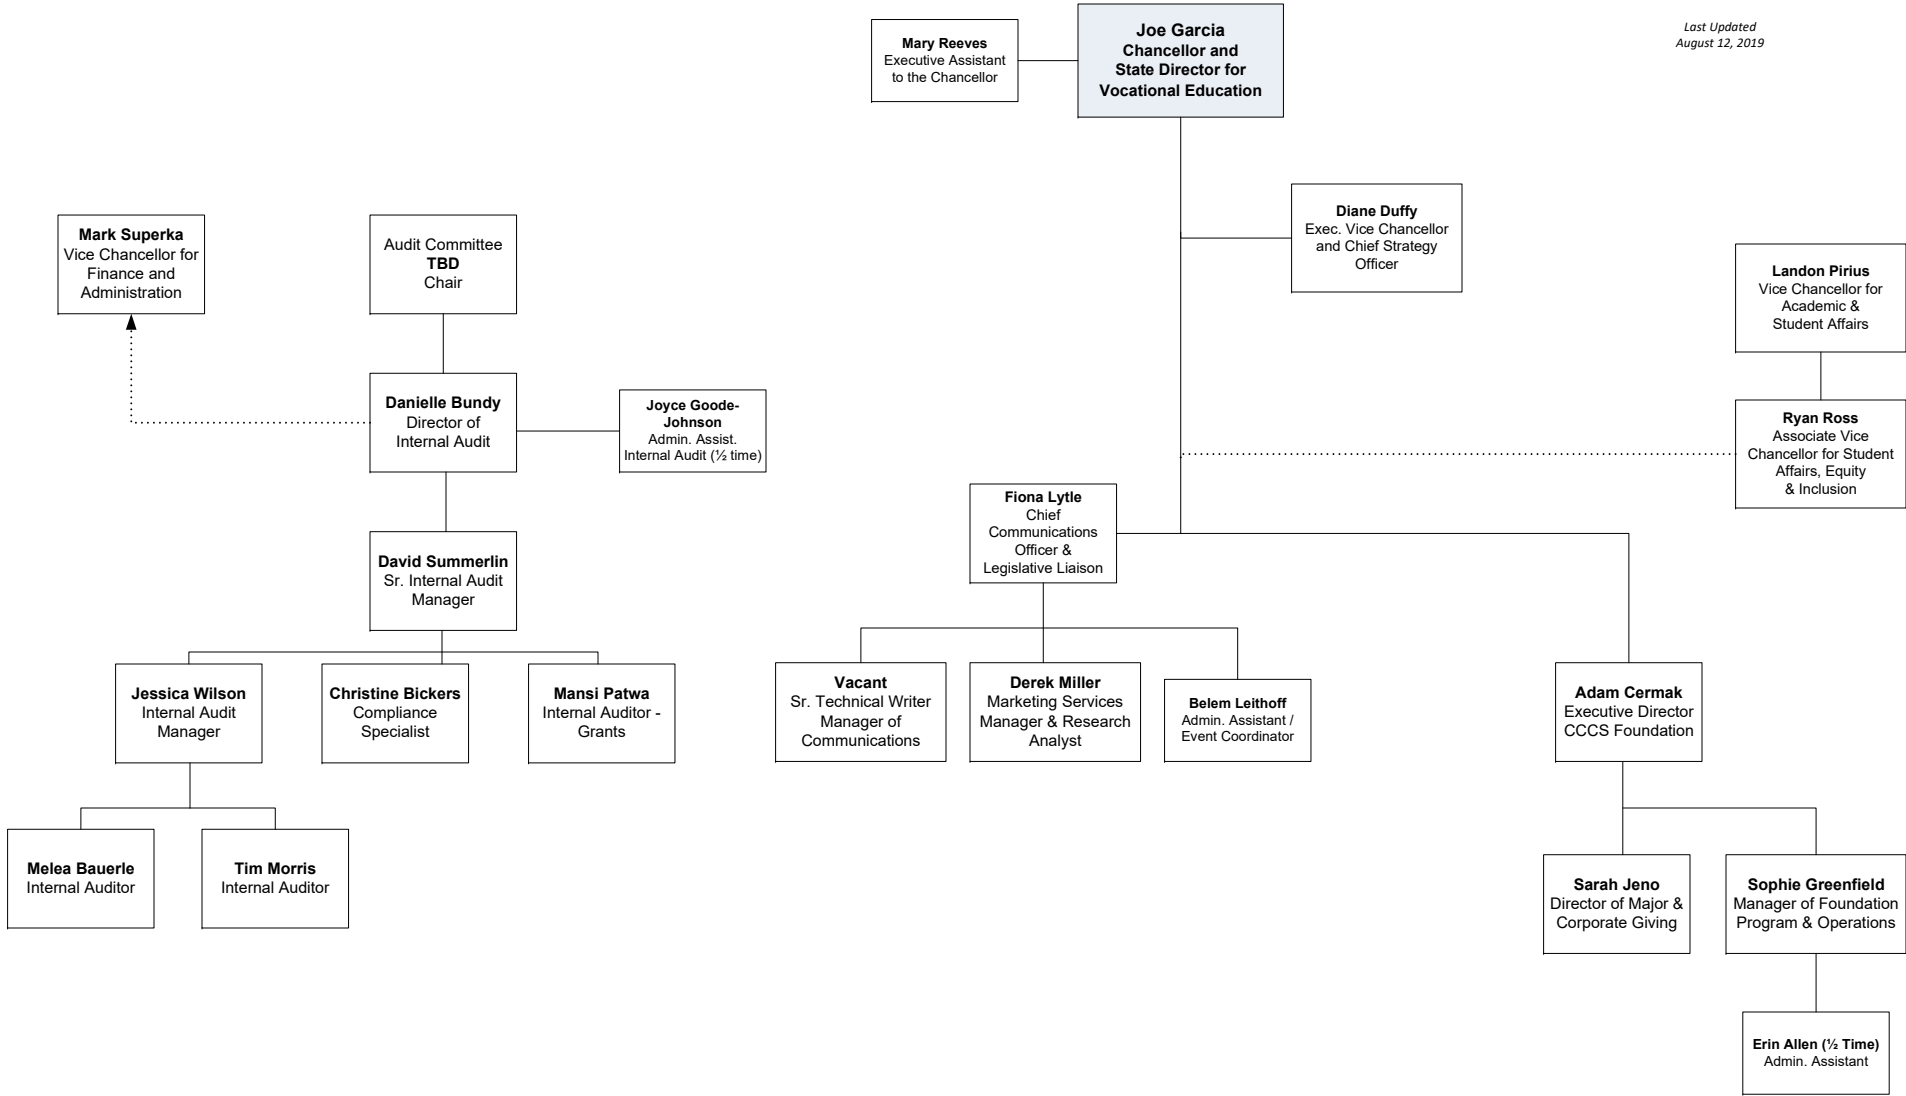 Joe Garcia
Chancellor and
State Director for
Vocational Education
Mary Reeves
Executive Assistant
to the Chancellor
Last Updated
August 12, 2019
Diane Duffy
Exec. Vice Chancellor
and Chief Strategy
Officer
Mark Superka
Vice Chancellor for
Finance and
Administration
Audit Committee
TBD
Chair
Landon Pirius
Vice Chancellor for
Academic &
Student Affairs
Danielle Bundy
Director of
Internal Audit
Joyce Goode-
Johnson
Admin. Assist.
Internal Audit (½ time)
Ryan Ross
Associate Vice
Chancellor for Student
Affairs, Equity
& Inclusion
Fiona Lytle
Chief
Communications
Officer &
Legislative Liaison
David Summerlin
Sr. Internal Audit
Manager
Jessica Wilson
Internal Audit
Manager
Christine Bickers
Compliance
Specialist
Mansi Patwa
Internal Auditor -
Grants
Vacant
Sr. Technical Writer
Manager of
Communications
Derek Miller
Marketing Services
Manager & Research
Analyst
Belem Leithoff
Admin. Assistant /
Event Coordinator
Adam Cermak
Executive Director
CCCS Foundation
Melea Bauerle
Internal Auditor
Tim Morris
Internal Auditor
Sarah Jeno
Director of Major &
Corporate Giving
Sophie Greenfield
Manager of Foundation
Program & Operations
Erin Allen (½ Time)
Admin. Assistant